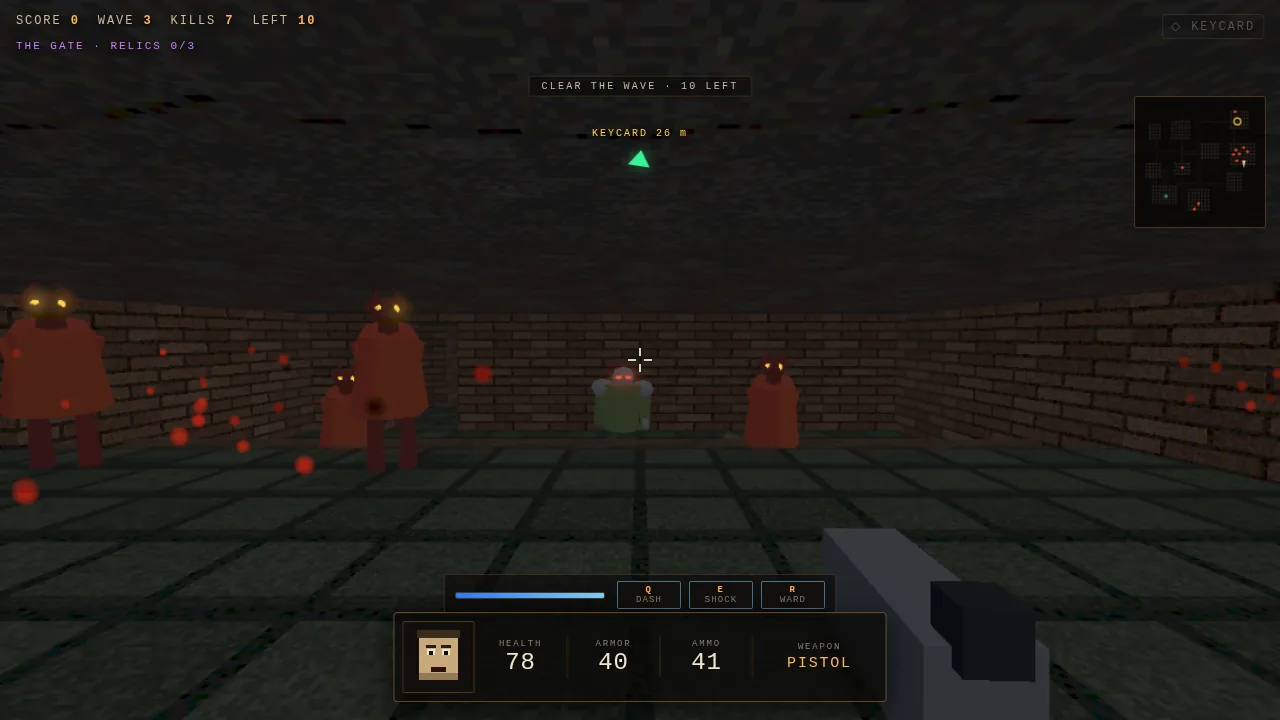 SCORE 0 WAVE 3 KILLS 7 LEFT 10
◇ KEYCARD
THE GATE · RELICS 0/3
CLEAR THE WAVE · 10 LEFT
KEYCARD 26 m
Q E R
DASH SHOCK WARD
HEALTH ARMOR AMMO WEAPON
78 40 41 PISTOL